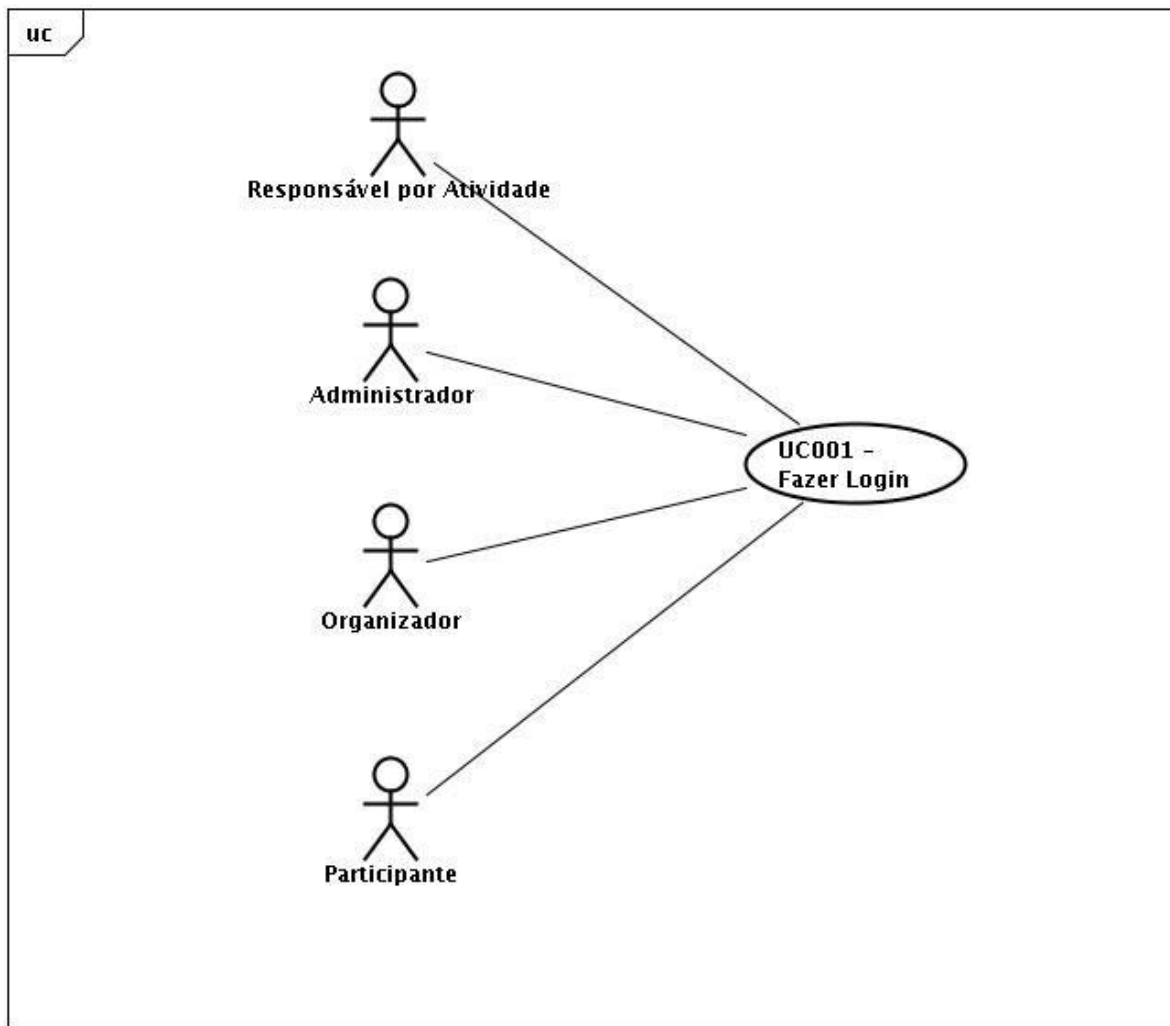 uc
Responsável por Atividade
Administrador
UC001 -
Fazer Login
Organizador
Participante